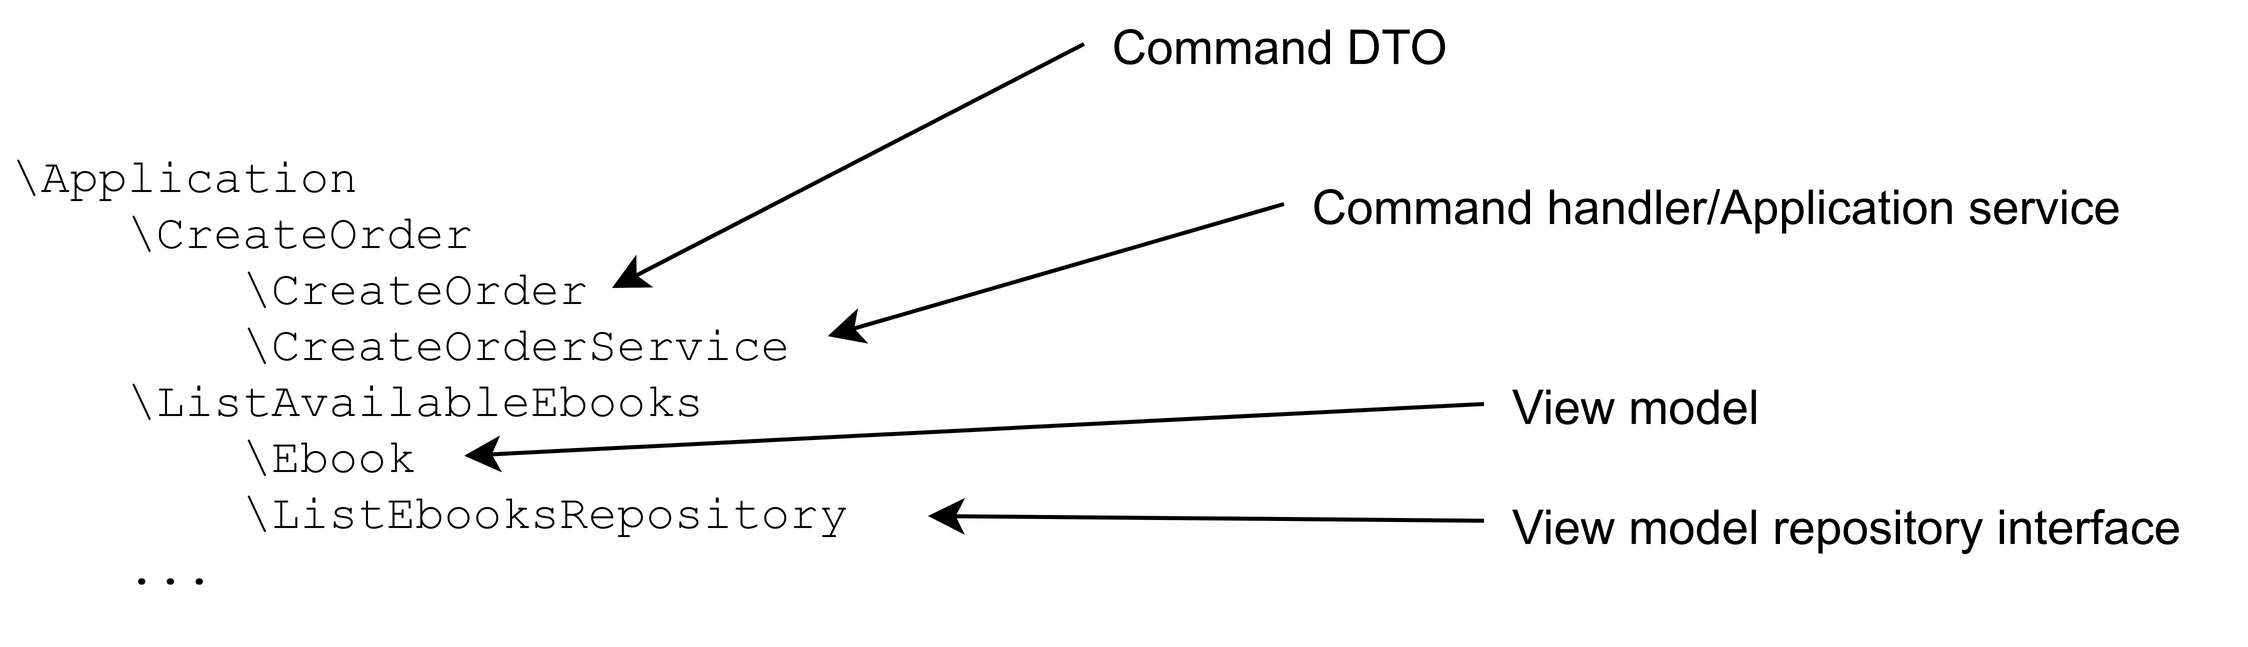 Command DTO
\Application
Command handler/Application service
\CreateOrder
\CreateOrder
\CreateOrderService
\ListAvailableEbooks
View model
\Ebook
\ListEbooksRepository
View model repository interface
...